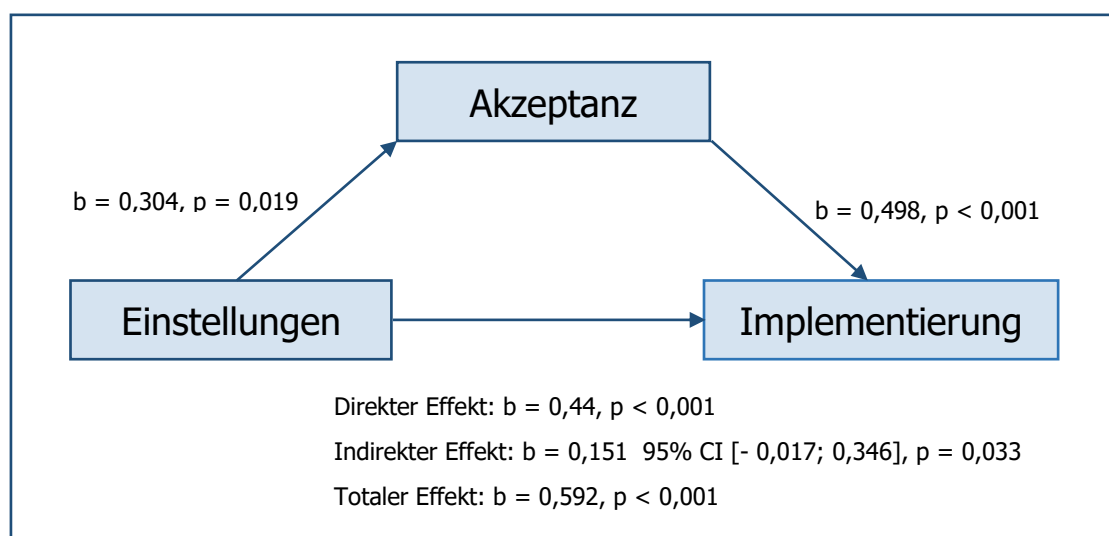 Akzeptanz
b = 0,304, p = 0,019
b = 0,498, p < 0,001
Einstellungen
Implementierung
Direkter Effekt: b = 0,44, p < 0,001
Indirekter Effekt: b = 0,151  95% CI [- 0,017; 0,346], p = 0,033
Totaler Effekt: b = 0,592, p < 0,001